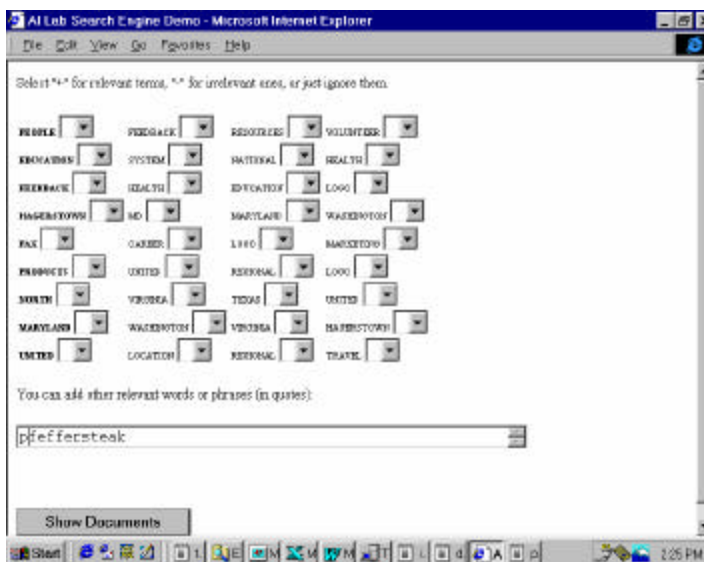 AI Lab Search Engine Demo - Microsoft Internet Explorer
File Edit View Go Favorites Help
Select "+" for relevant terms, "-" for irrelevant ones, or just ignore them.
PEOPLE FEEDBACK RESOURCES VOLUNTEER
EDUCATION SYSTEM NATIONAL HEALTH
FEEDBACK HEALTH EDUCATION LOGO
HAGERSTOWN MD MARYLAND WASHINGTON
FAX CAREER LOGO MARKETING
PRODUCTS UNITED REGIONAL LOGO
NORTH VIRGINIA TEXAS UNITED
MARYLAND WASHINGTON VIRGINIA HAGERSTOWN
UNITED LOCATION REGIONAL TRAVEL
You can add other relevant words or phrases (in quotes):
pfeffersteak
Show Documents
Start E M M M T A p 2:25 PM